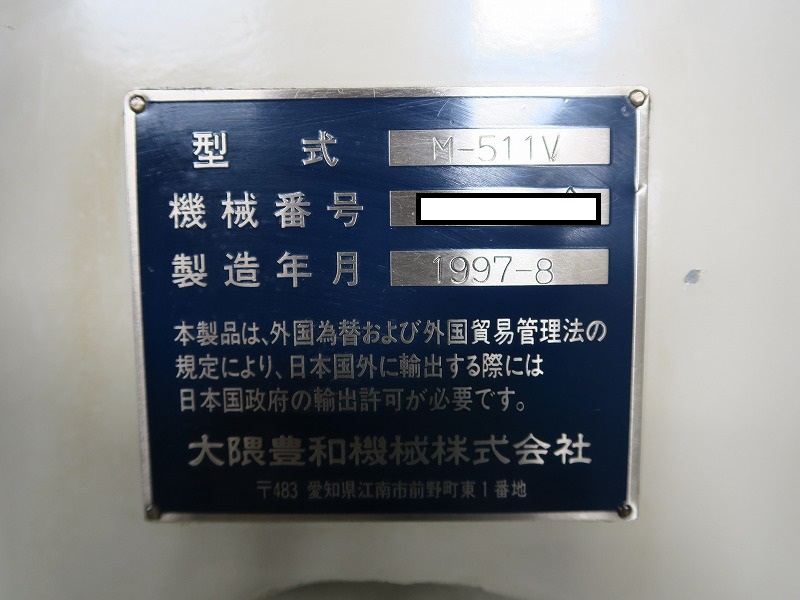 型式 M-511V
機械番号
製造年月 1997-8
本製品は、外国為替および外国貿易管理法の
規定により、日本国外に輸出する際には
日本国政府の輸出許可が必要です。
大隈豊和機械株式会社
〒483 愛知県江南市前野町東1番地